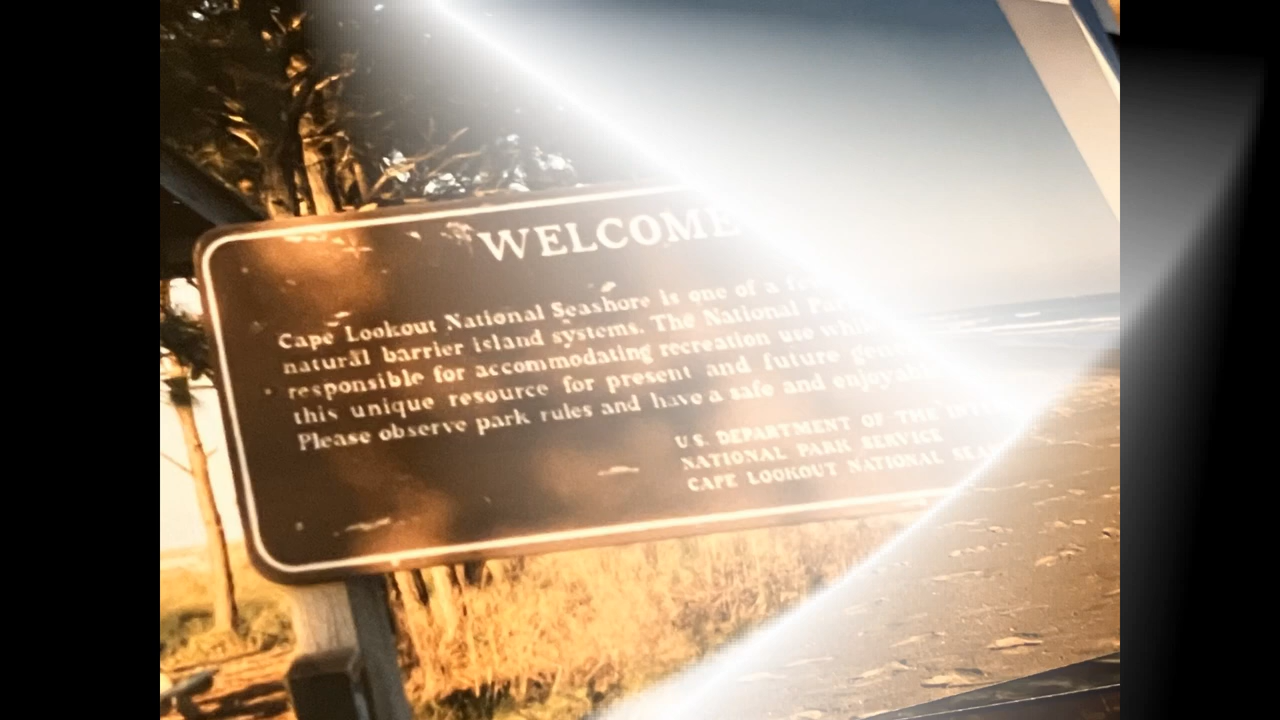 WELCOME
Cape Lookout National Seashore is one of a
natural barrier island systems. The National
responsible for accommodating recreation use
this unique resource for present and future
Please observe park rules and have a safe and
U.S. DEPARTMENT OF THE
NATIONAL PARK SERVICE
CAPE LOOKOUT NATIONAL